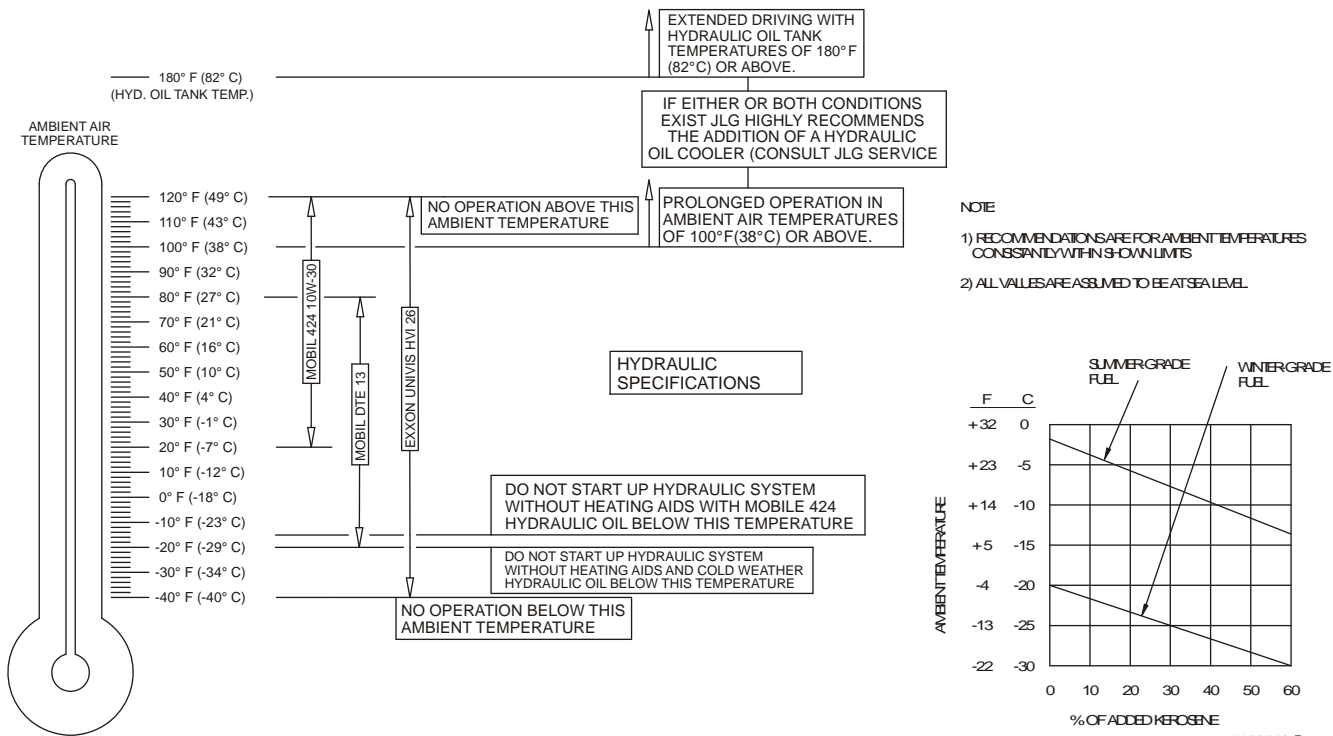 EXTENDED DRIVING WITH
HYDRAULIC OIL TANK
TEMPERATURES OF 180°F
(82°C) OR ABOVE.
180° F (82° C)
(HYD. OIL TANK TEMP.)
IF EITHER OR BOTH CONDITIONS
EXIST JLG HIGHLY RECOMMENDS
THE ADDITION OF A HYDRAULIC
OIL COOLER (CONSULT JLG SERVICE
AMBIENT AIR
TEMPERATURE
120° F (49° C)
110° F (43° C)
100° F (38° C)
90° F (32° C)
80° F (27° C)
70° F (21° C)
60° F (16° C)
50° F (10° C)
40° F (4° C)
30° F (-1° C)
20° F (-7° C)
10° F (-12° C)
0° F (-18° C)
-10° F (-23° C)
-20° F (-29° C)
-30° F (-34° C)
-40° F (-40° C)
MOBIL 424 10W-30
MOBIL DTE 13
EXXON UNIVIS HVI 26
NO OPERATION ABOVE THIS
AMBIENT TEMPERATURE
PROLONGED OPERATION IN
AMBIENT AIR TEMPERATURES
OF 100°F(38°C) OR ABOVE.
HYDRAULIC
SPECIFICATIONS
DO NOT START UP HYDRAULIC SYSTEM
WITHOUT HEATING AIDS WITH MOBILE 424
HYDRAULIC OIL BELOW THIS TEMPERATURE
DO NOT START UP HYDRAULIC SYSTEM
WITHOUT HEATING AIDS AND COLD WEATHER
HYDRAULIC OIL BELOW THIS TEMPERATURE
NO OPERATION BELOW THIS
AMBIENT TEMPERATURE
NOTE:
1) RECOMMENDATIONS ARE FOR AMBIENT TEMPERATURES
CONSISTANTLY WITHIN SHOWN LIMITS
2) ALL VALUES ARE ASSUMED TO BE AT SEA LEVEL.
SUMMER-GRADE
FUEL
WINTER-GRADE
FUEL
F C
+32 0
+23 -5
+14 -10
+5 -15
-4 -20
-13 -25
-22 -30
AMBIENT TEMPERATURE
0 10 20 30 40 50 60
% OF ADDED KEROSENE